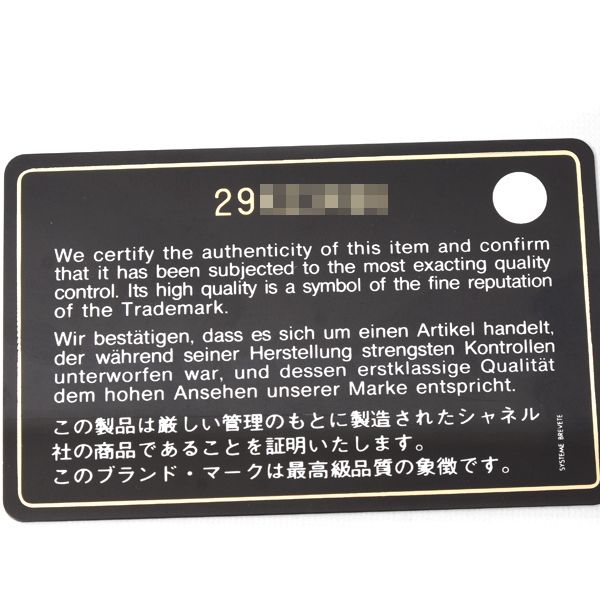 29
We certify the authenticity of this item and confirm
that it has been subjected to the most exacting quality
control. Its high quality is a symbol of the fine reputation
of the Trademark.
Wir bestätigen, dass es sich um einen Artikel handelt,
der während seiner Herstellung strengsten Kontrollen
unterworfen war, und dessen erstklassige Qualität
dem hohen Ansehen unserer Marke entspricht.
この製品は厳しい管理のもとに製造されたシャネル
社の商品であることを証明いたします。
このブランド・マークは最高級品質の象徴です。
SYSTEME BREVETE